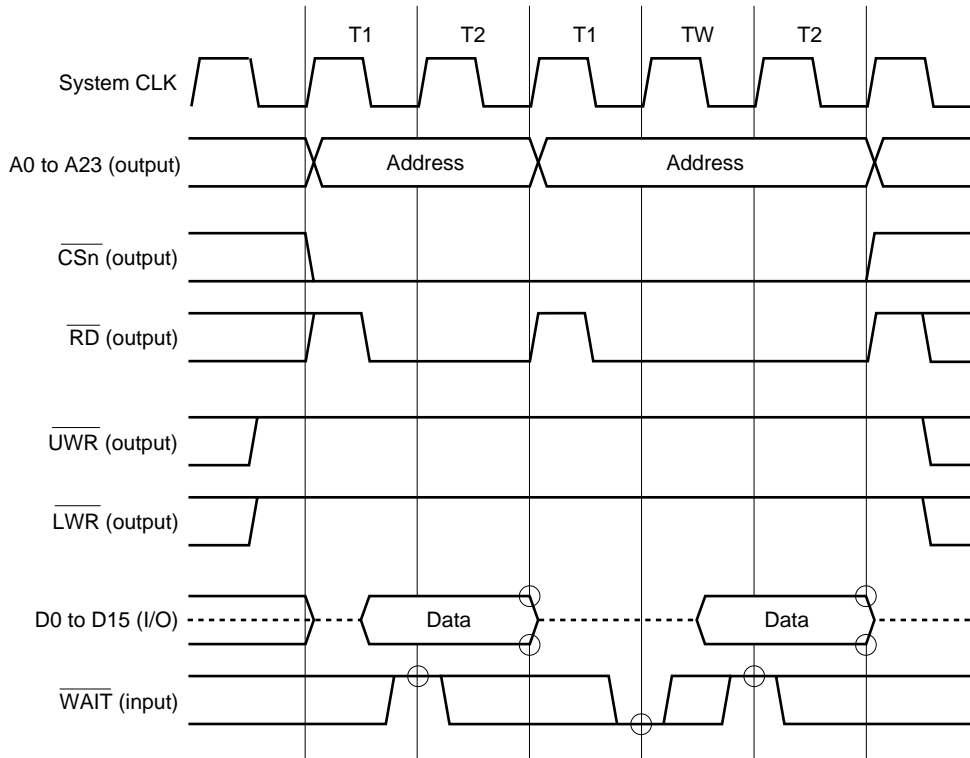 T1 T2 T1 TW T2
System CLK
A0 to A23 (output) Address Address
CSn (output)
RD (output)
UWR (output)
LWR (output)
D0 to D15 (I/O) Data Data
WAIT (input)